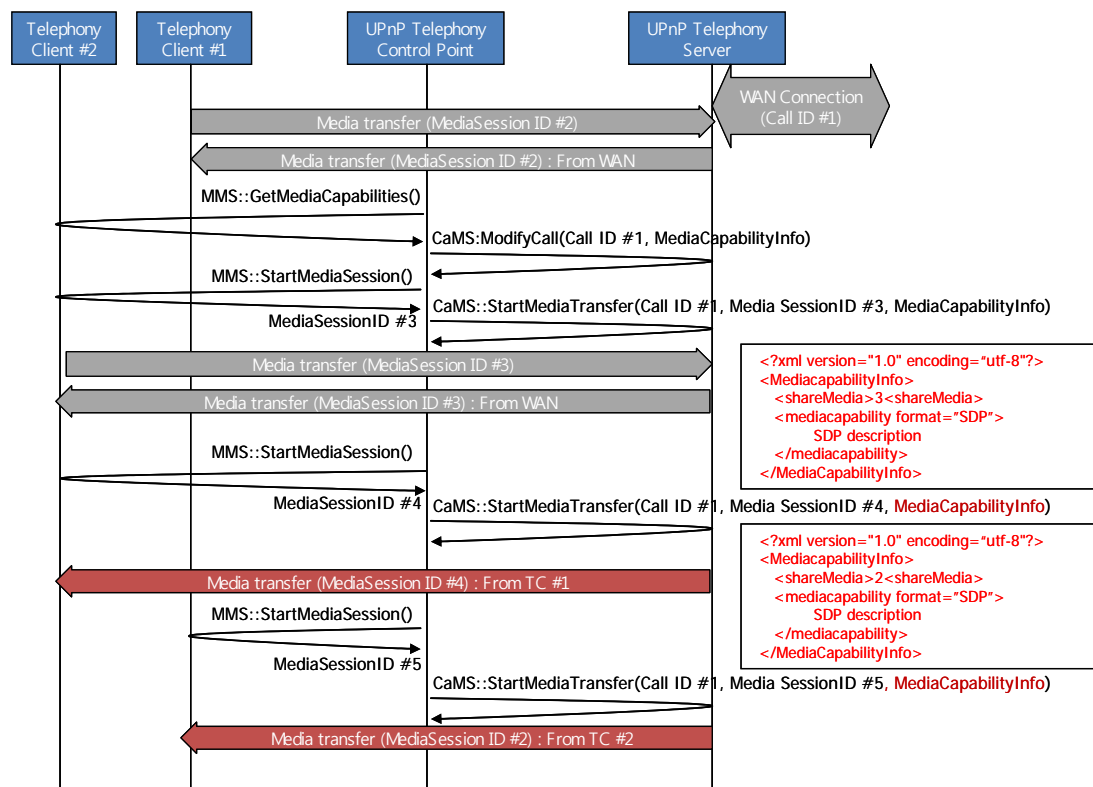 Telephony
Client #2
Telephony
Client #1
UPnP Telephony
Control Point
UPnP Telephony
Server
WAN Connection
(Call ID #1)
Media transfer (MediaSession ID #2)
Media transfer (MediaSession ID #2) : From WAN
MMS::GetMediaCapabilities()
CaMS:ModifyCall(Call ID #1, MediaCapabilityInfo)
MMS::StartMediaSession()
CaMS::StartMediaTransfer(Call ID #1, Media SessionID #3, MediaCapabilityInfo)
MediaSessionID #3
Media transfer (MediaSession ID #3)
Media transfer (MediaSession ID #3) : From WAN
<?xml version="1.0" encoding="utf-8"?>
<MediacapabilityInfo>
<shareMedia>3<shareMedia>
<mediacapability format="SDP">
SDP description
</mediacapability>
</MediaCapabilityInfo>
MMS::StartMediaSession()
MediaSessionID #4
CaMS::StartMediaTransfer(Call ID #1, Media SessionID #4, MediaCapabilityInfo)
<?xml version="1.0" encoding="utf-8"?>
<MediacapabilityInfo>
<shareMedia>2<shareMedia>
<mediacapability format="SDP">
SDP description
</mediacapability>
</MediaCapabilityInfo>
Media transfer (MediaSession ID #4) : From TC #1
MMS::StartMediaSession()
MediaSessionID #5
CaMS::StartMediaTransfer(Call ID #1, Media SessionID #5, MediaCapabilityInfo)
Media transfer (MediaSession ID #2) : From TC #2